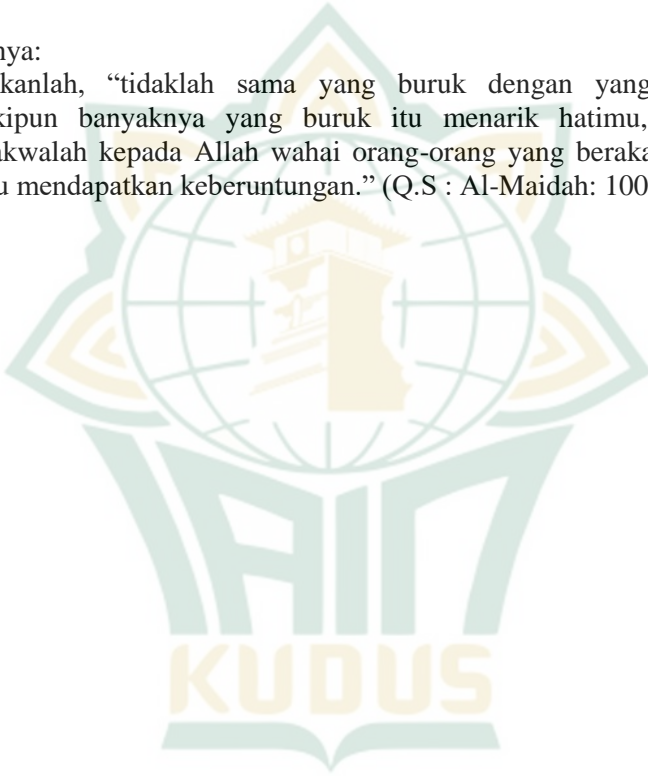 nya:
kanlah, “tidaklah sama yang buruk dengan yang
kipun banyaknya yang buruk itu menarik hatimu,
akwalah kepada Allah wahai orang-orang yang beraka
u mendapatkan keberuntungan.” (Q.S : Al-Maidah: 100
IAIN
KUDUS